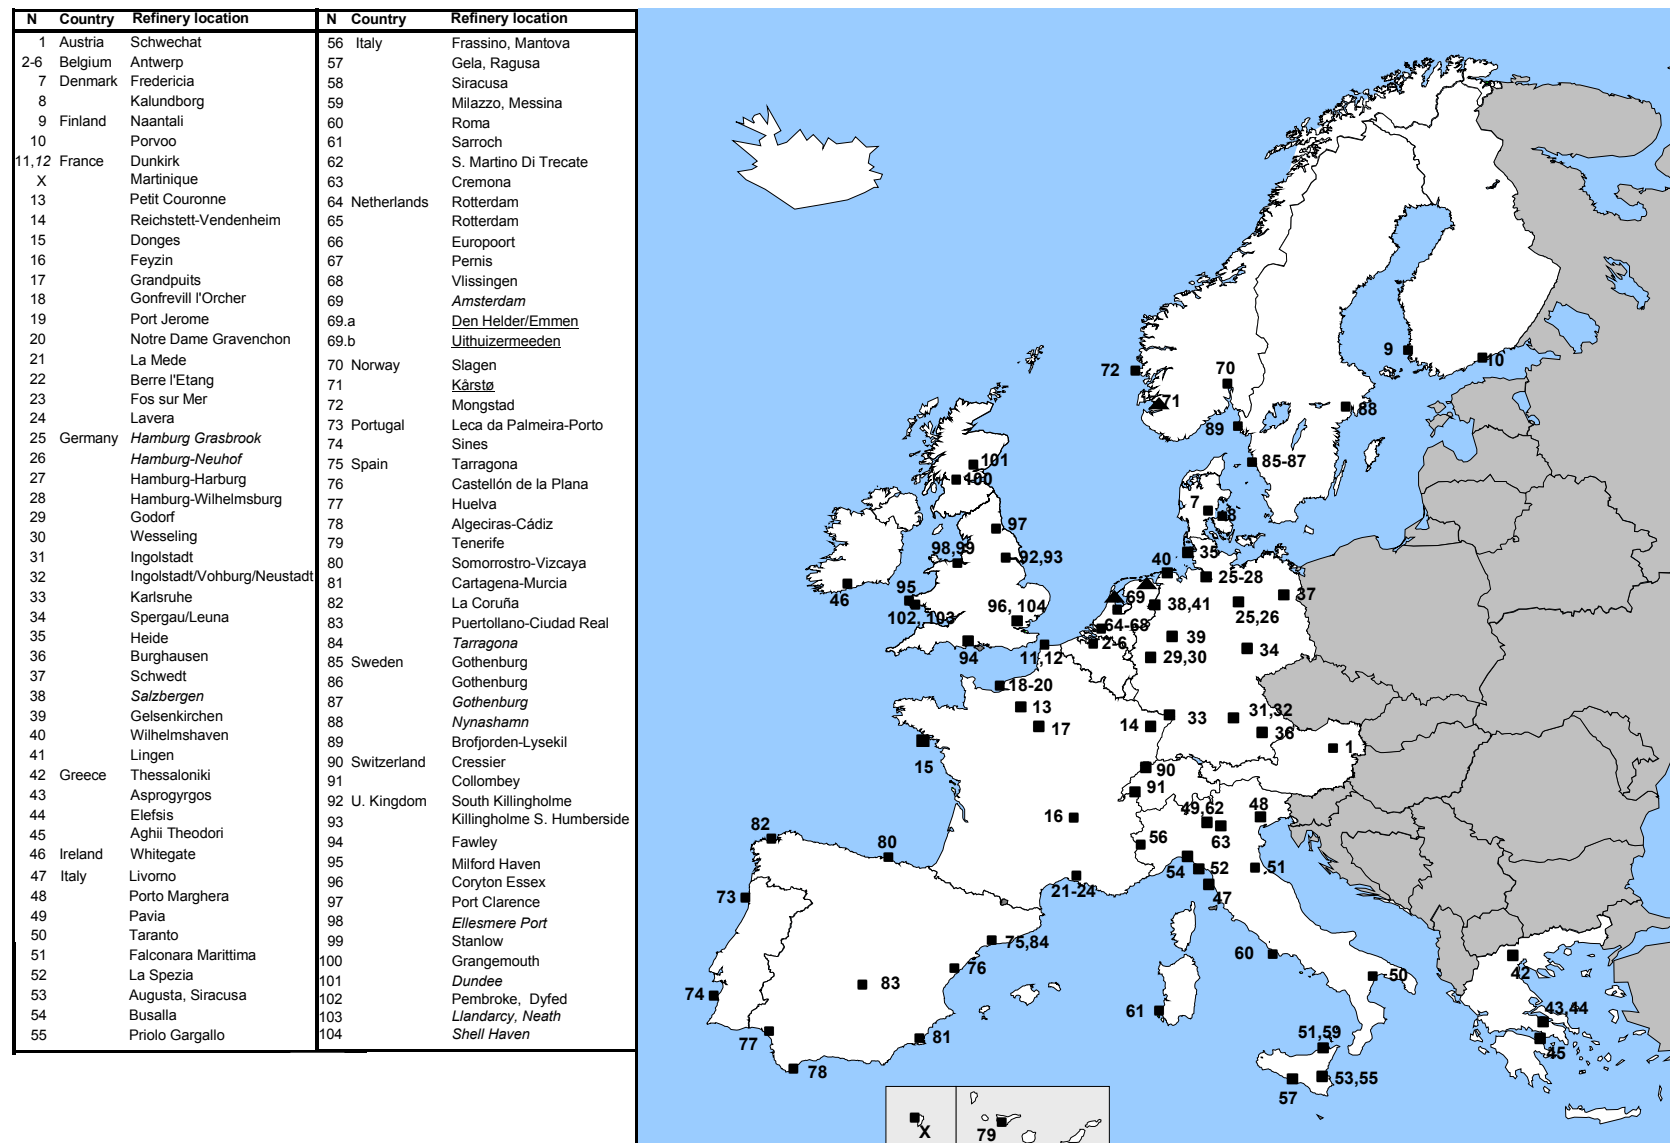 N Country Refinery location
1 Austria Schwechat
2-6 Belgium Antwerp
7 Denmark Fredericia
8 Kalundborg
9 Finland Naantali
10 Porvoo
11,12 France Dunkirk
X Martinique
13 Petit Couronne
14 Reichstett-Vendenheim
15 Donges
16 Feyzin
17 Grandpuits
18 Gonfrevill l'Orcher
19 Port Jerome
20 Notre Dame Gravenchon
21 La Mede
22 Berre l'Etang
23 Fos sur Mer
24 Lavera
25 Germany Hamburg Grasbrook
26 Hamburg-Neuhof
27 Hamburg-Harburg
28 Hamburg-Wilhelmsburg
29 Godorf
30 Wesseling
31 Ingolstadt
32 Ingolstadt/Vohburg/Neustadt
33 Karlsruhe
34 Spergau/Leuna
35 Heide
36 Burghausen
37 Schwedt
38 Salzbergen
39 Gelsenkirchen
40 Wilhelmshaven
41 Lingen
42 Greece Thessaloniki
43 Asprogyrgos
44 Elefsis
45 Aghii Theodori
46 Ireland Whitegate
47 Italy Livorno
48 Porto Marghera
49 Pavia
50 Taranto
51 Falconara Marittima
52 La Spezia
53 Augusta, Siracusa
54 Busalla
55 Priolo Gargallo
N Country Refinery location
56 Italy Frassino, Mantova
57 Gela, Ragusa
58 Siracusa
59 Milazzo, Messina
60 Roma
61 Sarroch
62 S. Martino Di Trecate
63 Cremona
64 Netherlands Rotterdam
65 Rotterdam
66 Europoort
67 Pernis
68 Vlissingen
69 Amsterdam
69.a Den Helder/Emmen
69.b Uithuizermeeden
70 Norway Slagen
71 Kårstø
72 Mongstad
73 Portugal Leca da Palmeira-Porto
74 Sines
75 Spain Tarragona
76 Castellón de la Plana
77 Huelva
78 Algeciras-Cádiz
79 Tenerife
80 Somorrostro-Vizcaya
81 Cartagena-Murcia
82 La Coruña
83 Puertollano-Ciudad Real
84 Tarragona
85 Sweden Gothenburg
86 Gothenburg
87 Gothenburg
88 Nynashamn
89 Brofjorden-Lysekil
90 Switzerland Cressier
91 Collombey
92 U. Kingdom South Killingholme
93 Killingholme S. Humberside
94 Fawley
95 Milford Haven
96 Coryton Essex
97 Port Clarence
98 Ellesmere Port
99 Stanlow
100 Grangemouth
101 Dundee
102 Pembroke, Dyfed
103 Llandarcy, Neath
104 Shell Haven
9
10
72
70
71
88
89
85-87
101
100
7
8
97
98,99
92,93
35
40
46
95
102, 103
96, 104
69
25-28
37
38,41
25,26
64-68
2-6
39
34
94
11,12
29,30
18-20
13
17
14
33
31,32
36
1
15
90
91
49,62
48
16
56
63
82
80
54
52
51
21-24
47
73
75,84
76
60
50
42
83
74
61
43,44
45
77
81
51,59
78
57
53,55
X
79